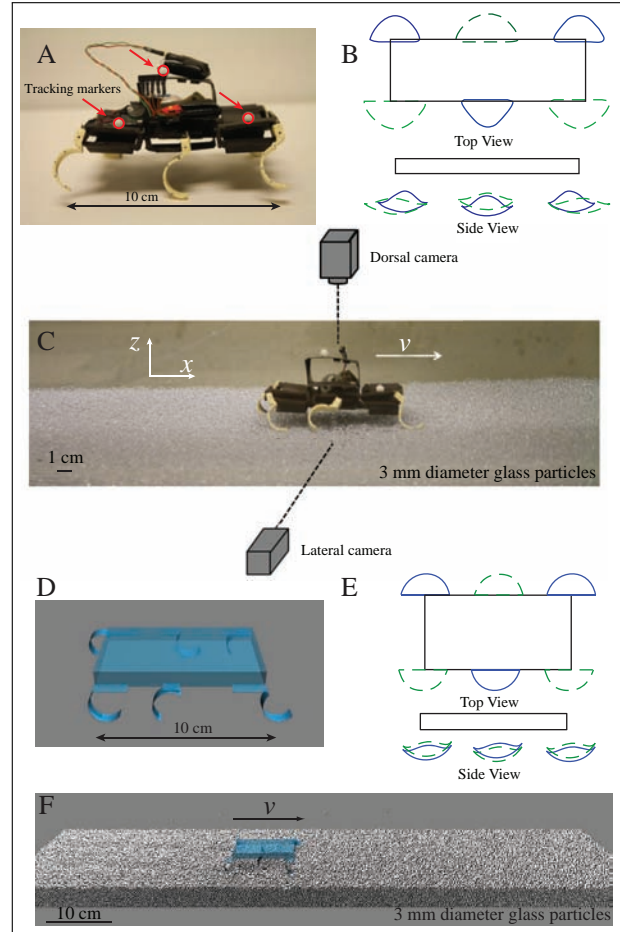 A
Tracking markers
10 cm
B
Top View
Side View
Dorsal camera
C
z
x
v
1 cm
3 mm diameter glass particles
Lateral camera
D
10 cm
E
Top View
Side View
F
v
10 cm
3 mm diameter glass particles